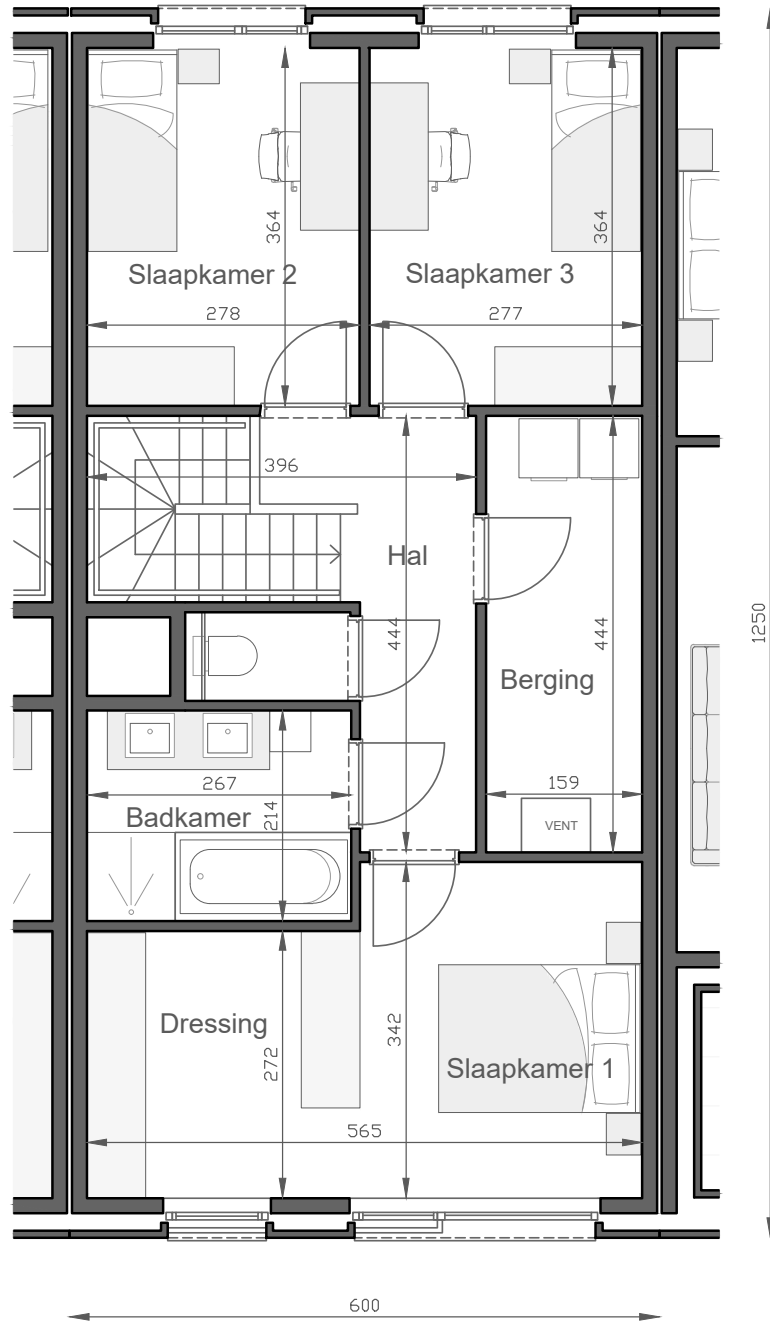 364
364
Slaapkamer 2
Slaapkamer 3
278
277
396
Hal
444
444
1250
Berging
267
159
214
Badkamer
VENT
Dressing
342
272
Slaapkamer 1
565
600